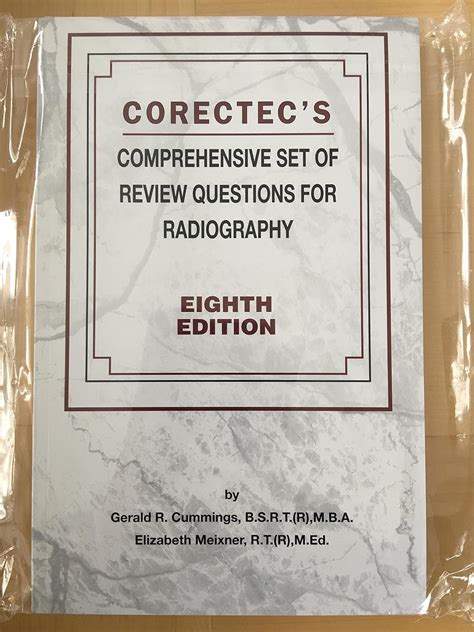 CORECTEC'S
COMPREHENSIVE SET OF
REVIEW QUESTIONS FOR
RADIOGRAPHY
EIGHTH
EDITION
by
Gerald R. Cummings, B.S.R.T.(R),M.B.A.
Elizabeth Meixner, R.T.(R),M.Ed.